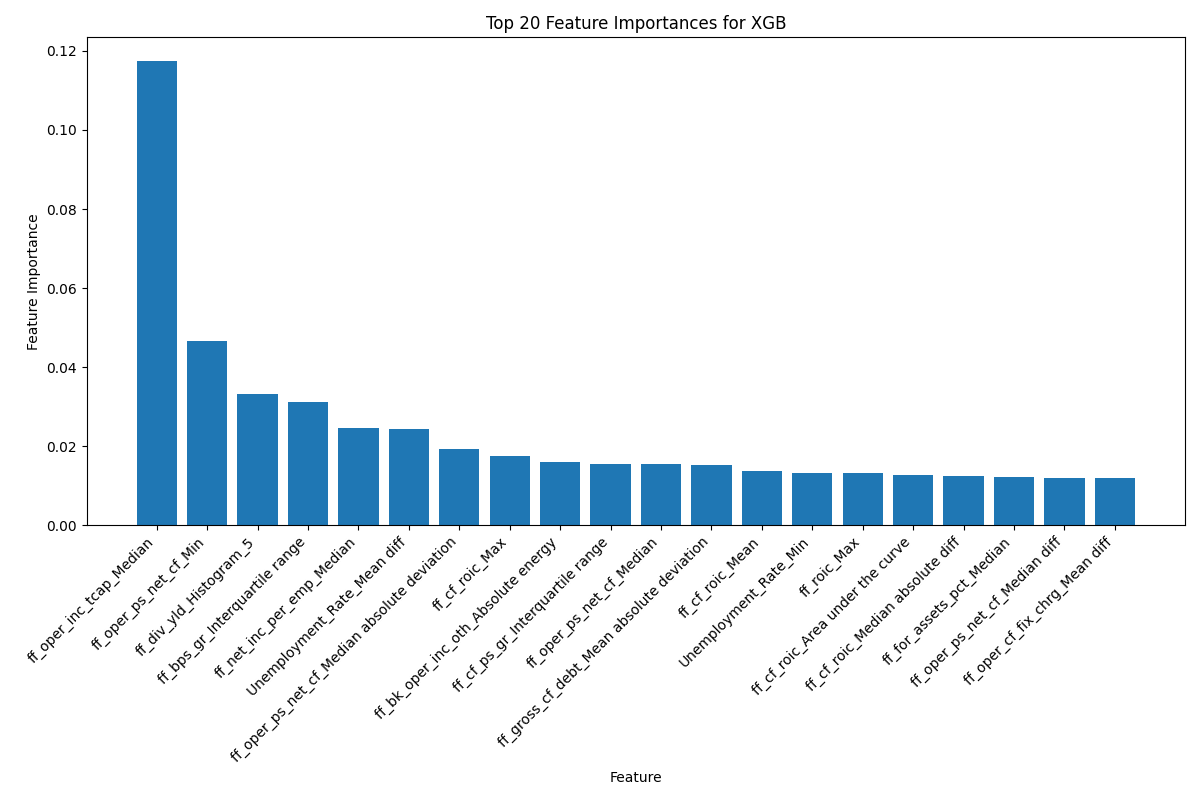 Top 20 Feature Importances for XGB
Feature Importance
0.12
0.10
0.08
0.06
0.04
0.02
0.00
ff_oper_inc_tcap_Median
ff_oper_ps_net_cf_Min
ff_div_yld_Histogram_5
ff_bps_gr_Interquartile range
ff_net_inc_per_emp_Median
Unemployment_Rate_Mean diff
ff_oper_ps_net_cf_Median absolute deviation
ff_cf_roic_Max
ff_bk_oper_inc_oth_Absolute energy
ff_cf_ps_gr_Interquartile range
ff_oper_ps_net_cf_Median
ff_gross_cf_debt_Mean absolute deviation
ff_cf_roic_Mean
Unemployment_Rate_Min
ff_roic_Max
ff_cf_roic_Area under the curve
ff_cf_roic_Median absolute diff
ff_for_assets_pct_Median
ff_oper_ps_net_cf_Median diff
ff_oper_cf_fix_chrg_Mean diff
Feature